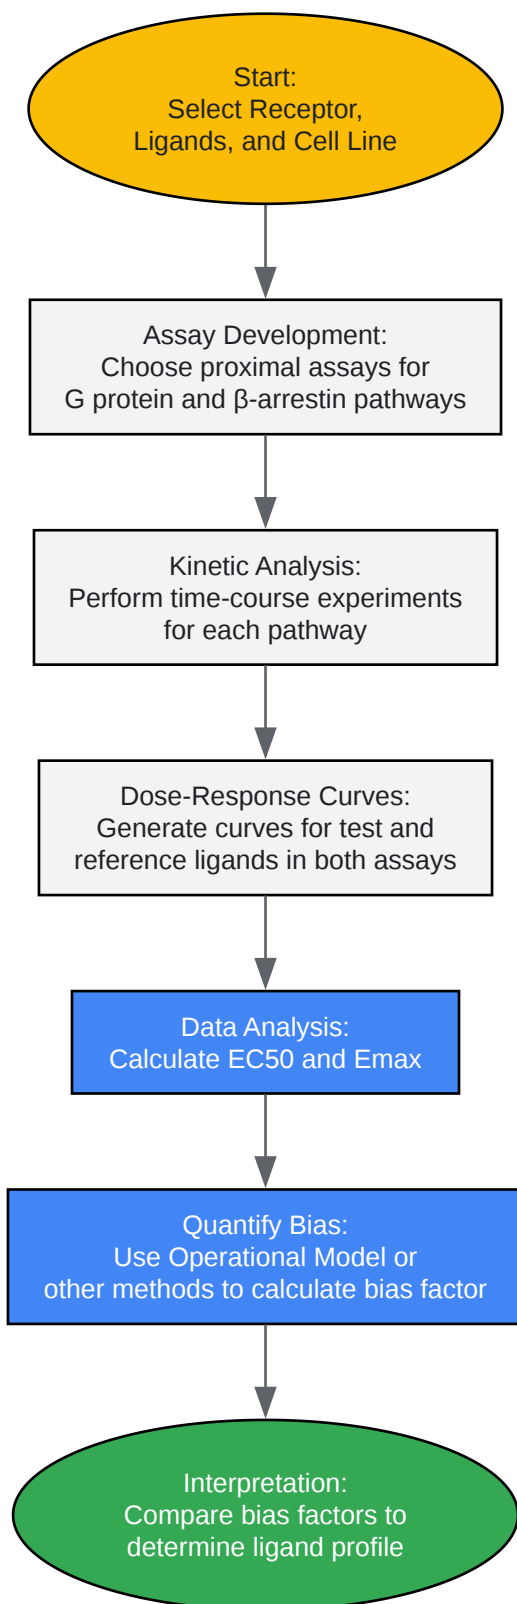 Start:
Select Receptor,
Ligands, and Cell Line
Assay Development:
Choose proximal assays for
G protein and β-arrestin pathways
Kinetic Analysis:
Perform time-course experiments
for each pathway
Dose-Response Curves:
Generate curves for test and
reference ligands in both assays
Data Analysis:
Calculate EC50 and Emax
Quantify Bias:
Use Operational Model or
other methods to calculate bias factor
Interpretation:
Compare bias factors to
determine ligand profile